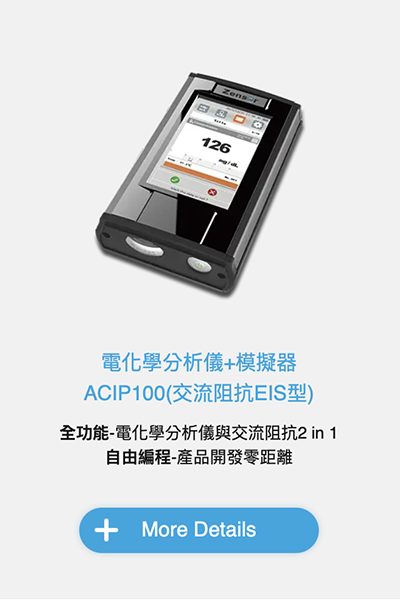 Zensor
126
mg / dL
電化學分析儀+模擬器
ACIP100(交流阻抗EIS型)
全功能-電化學分析儀與交流阻抗2 in 1
自由編程-產品開發零距離
More Details